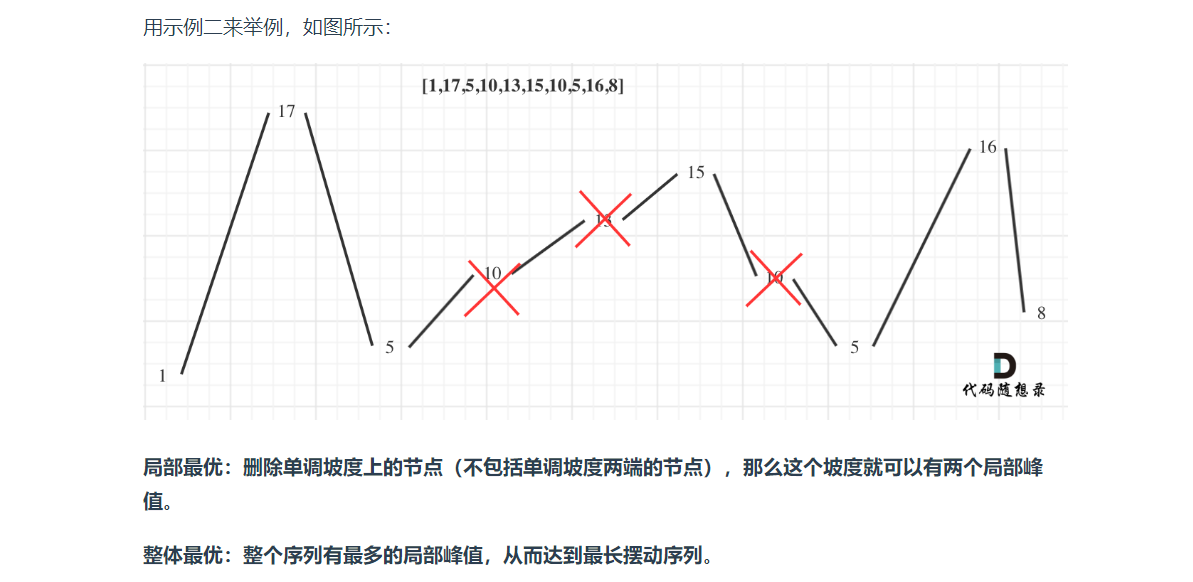 用示例二来举例，如图所示：
[1,17,5,10,13,15,10,5,16,8]
17
16
15
13
10
10
8
5
5
1
代码随想录
局部最优：删除单调坡度上的节点（不包括单调坡度两端的节点），那么这个坡度就可以有两个局部峰
值。
整体最优：整个序列有最多的局部峰值，从而达到最长摆动序列。